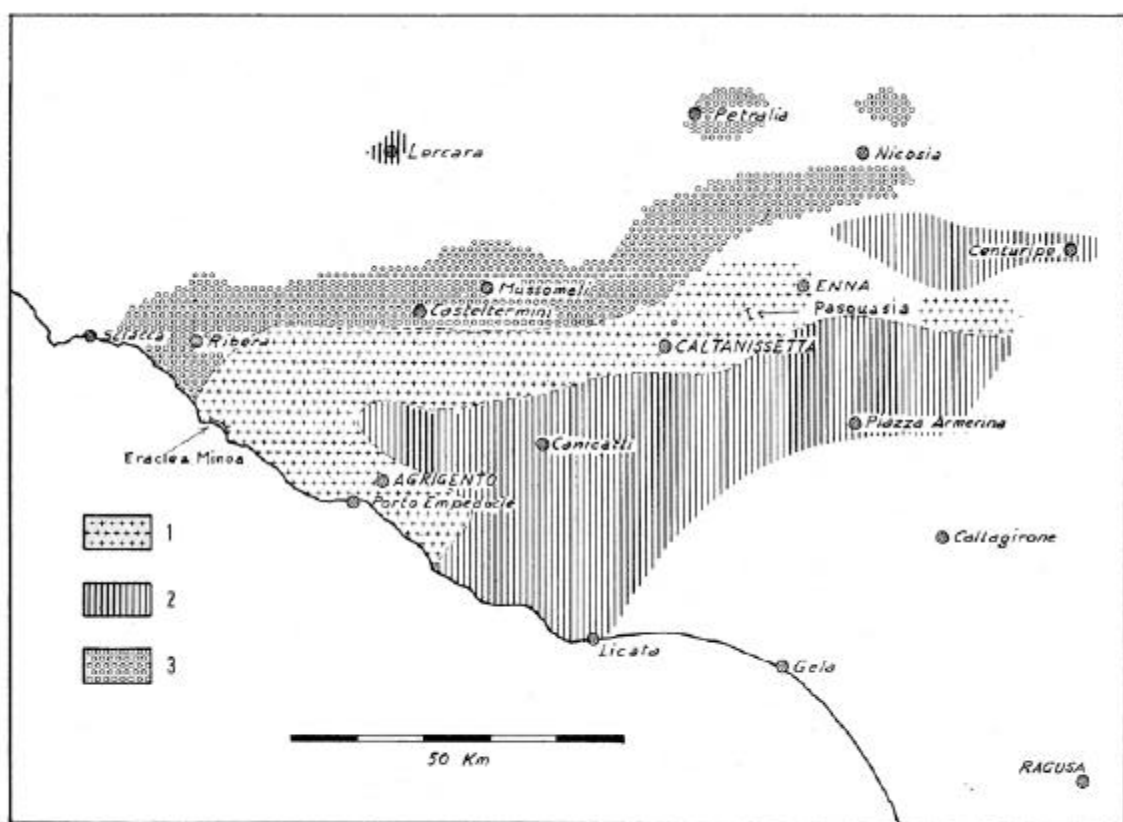 Petralia
Lercara
Nicosia
Centuripe
Mussomeli
ENNA
Pasquasia
Casteltermini
Sciacca
Ribera
CALTANISSETTA
Piazza Armerina
Eraclea Minoa
Canicatti
AGRIGENTO
Porto Empedocle
1
Caltagirone
2
Licata
3
Gela
50 Km
RAGUSA